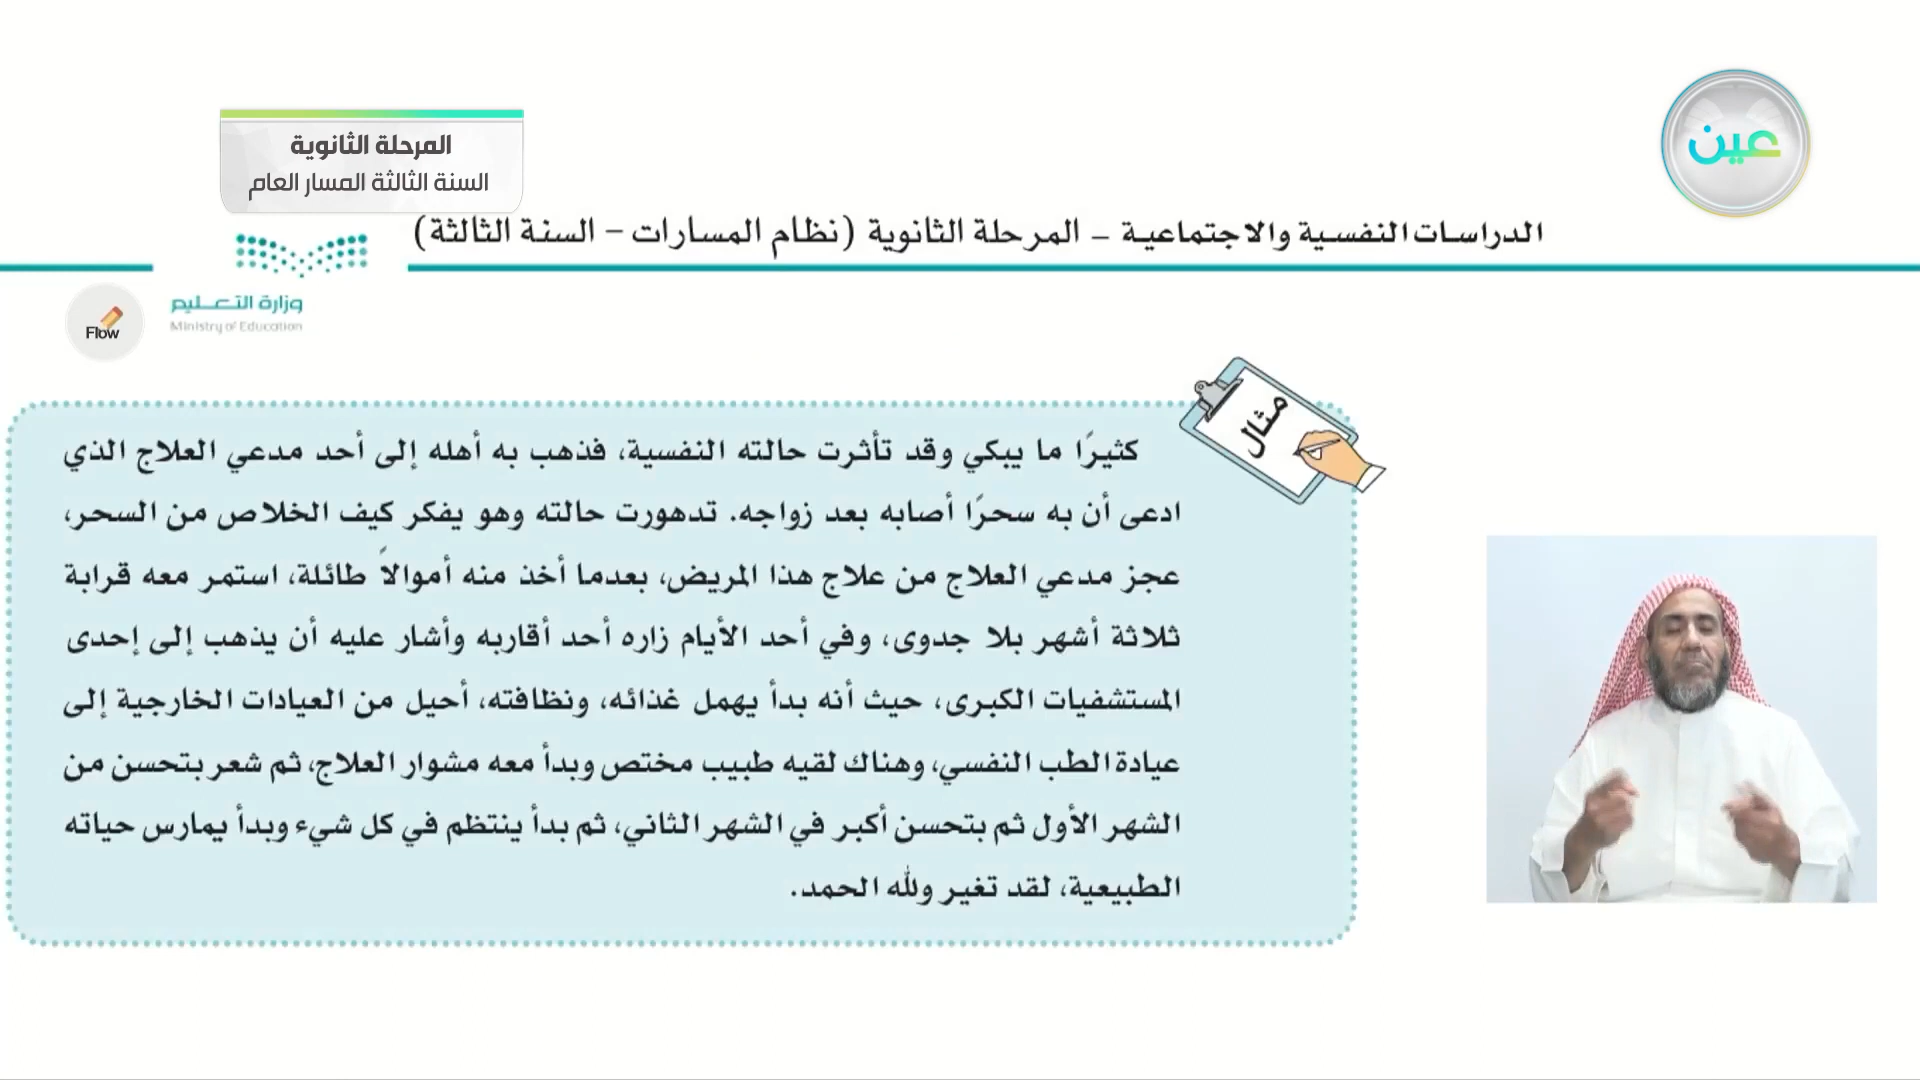 عين
المرحلة الثانوية
السنة الثالثة المسار العام
الدراسات النفسية والاجتماعية – المرحلة الثانوية (نظام المسارات – السنة الثالثة)
وزارة التعليم
Ministry of Education
Flow
مثال
كثيرًا ما يبكي وقد تأثرت حالته النفسية، فذهب به أهله إلى أحد مدعي العلاج الذي
ادعى أن به سحرًا أصابه بعد زواجه. تدهورت حالته وهو يفكر كيف الخلاص من السحر،
عجز مدعي العلاج من علاج هذا المريض، بعدما أخذ منه أموالاً طائلة، استمر معه قرابة
ثلاثة أشهر بلا جدوى، وفي أحد الأيام زاره أحد أقاربه وأشار عليه أن يذهب إلى إحدى
المستشفيات الكبرى، حيث أنه بدأ يهمل غذائه، ونظافته، أحيل من العيادات الخارجية إلى
عيادة الطب النفسي، وهناك لقيه طبيب مختص وبدأ معه مشوار العلاج، ثم شعر بتحسن من
الشهر الأول ثم بتحسن أكبر في الشهر الثاني، ثم بدأ ينتظم في كل شيء وبدأ يمارس حياته
الطبيعية، لقد تغير ولله الحمد.